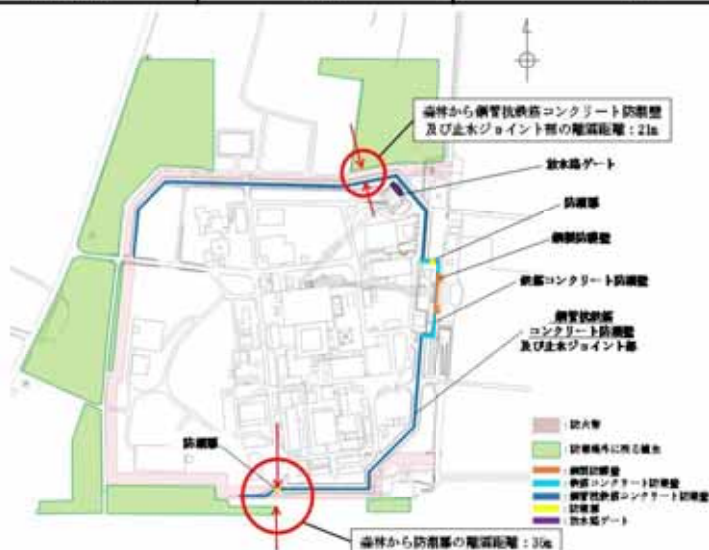 森林から鋼管杭鉄筋コンクリート防潮壁
及び止水ジョイント部の離隔距離：21m
放水路ゲート
防潮扉
鋼製防護壁
鉄筋コンクリート防潮壁
鋼管杭鉄筋
コンクリート防潮壁
及び止水ジョイント部
防潮扉
：防火帯
：防潮堤外に残る植生
：鋼製防護壁
：鉄筋コンクリート防潮壁
：鋼管杭鉄筋コンクリート防潮壁
：防潮扉
：放水路ゲート
森林から防潮扉の離隔距離：36m